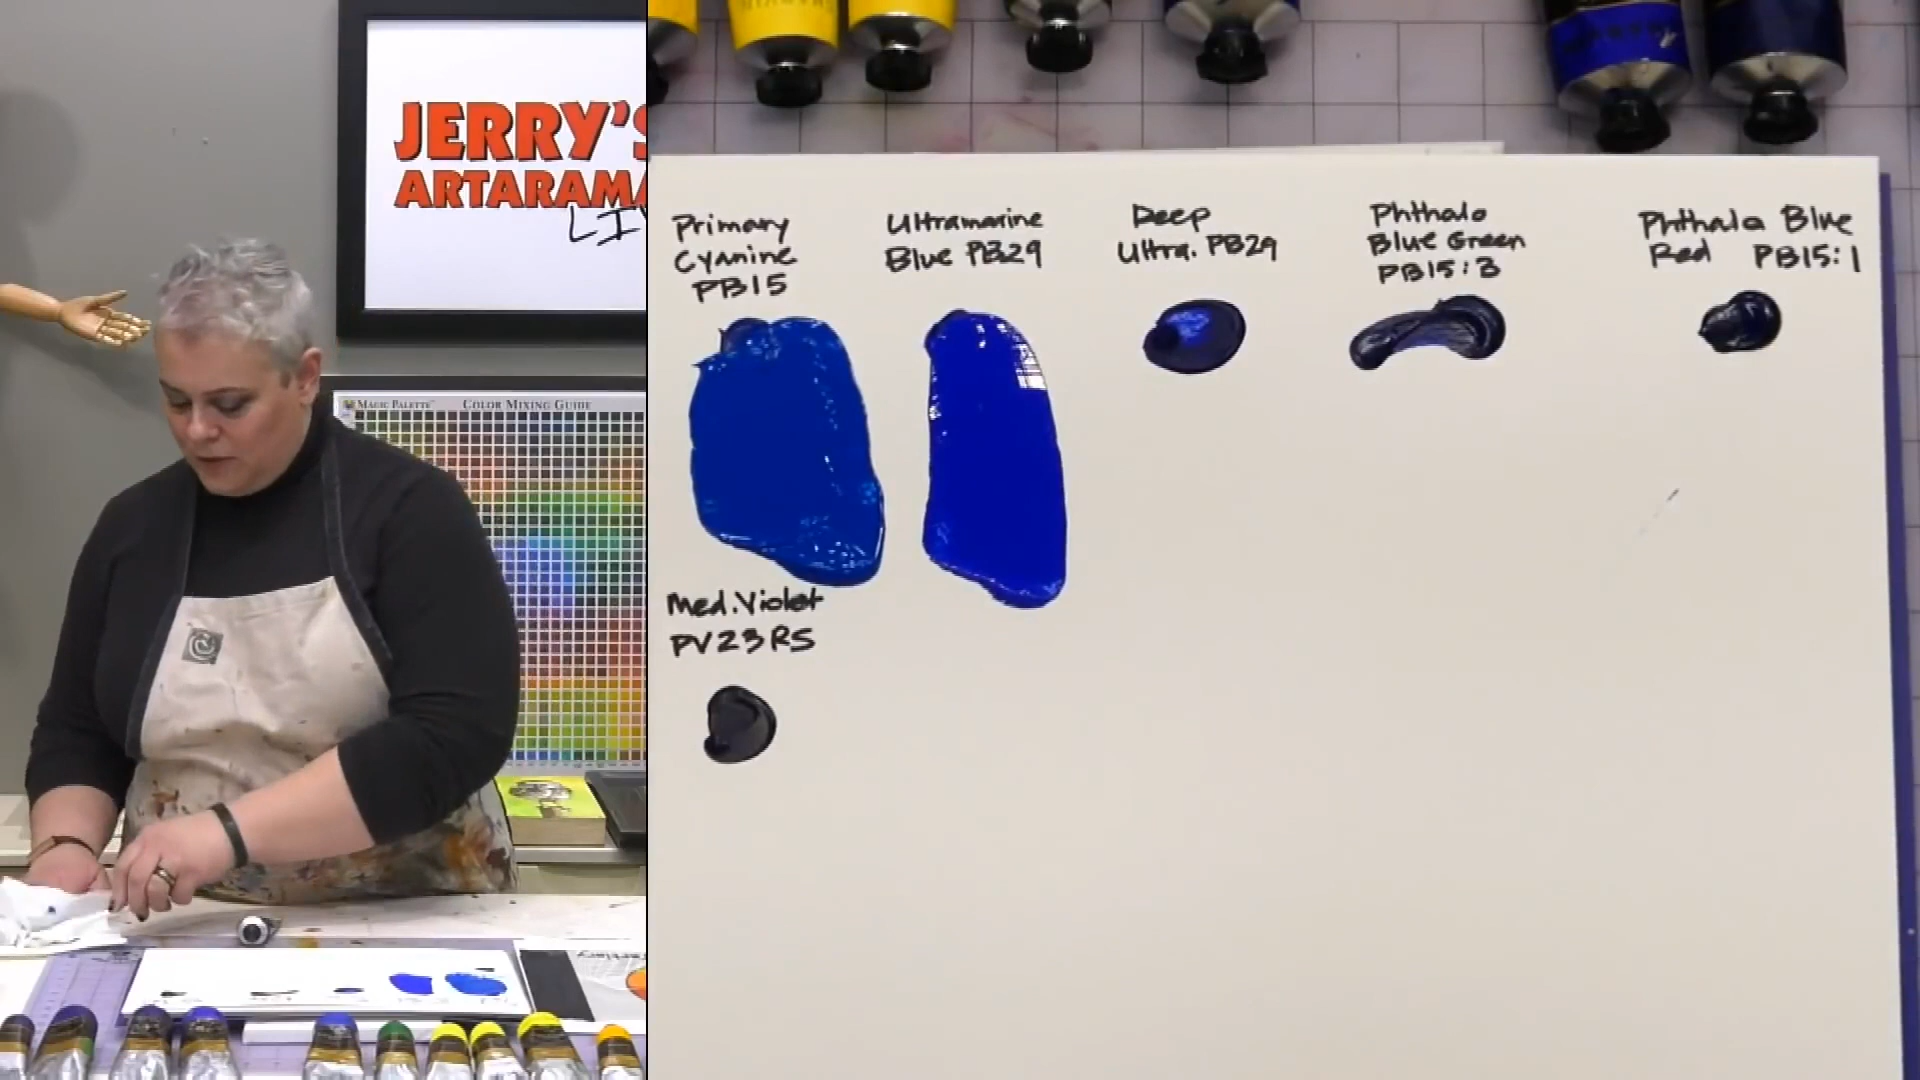 JERRY'S
ARTARAMA
LIV
MAGIC PALETTE COLOR MIXING GUIDE
Primary
Cyanine
PB15
Ultramarine
Blue PB29
Deep
Ultra. PB29
Phthalo
Blue Green
PB15:3
Phthalo Blue
Red PB15:1
Med. Violet
PV23RS